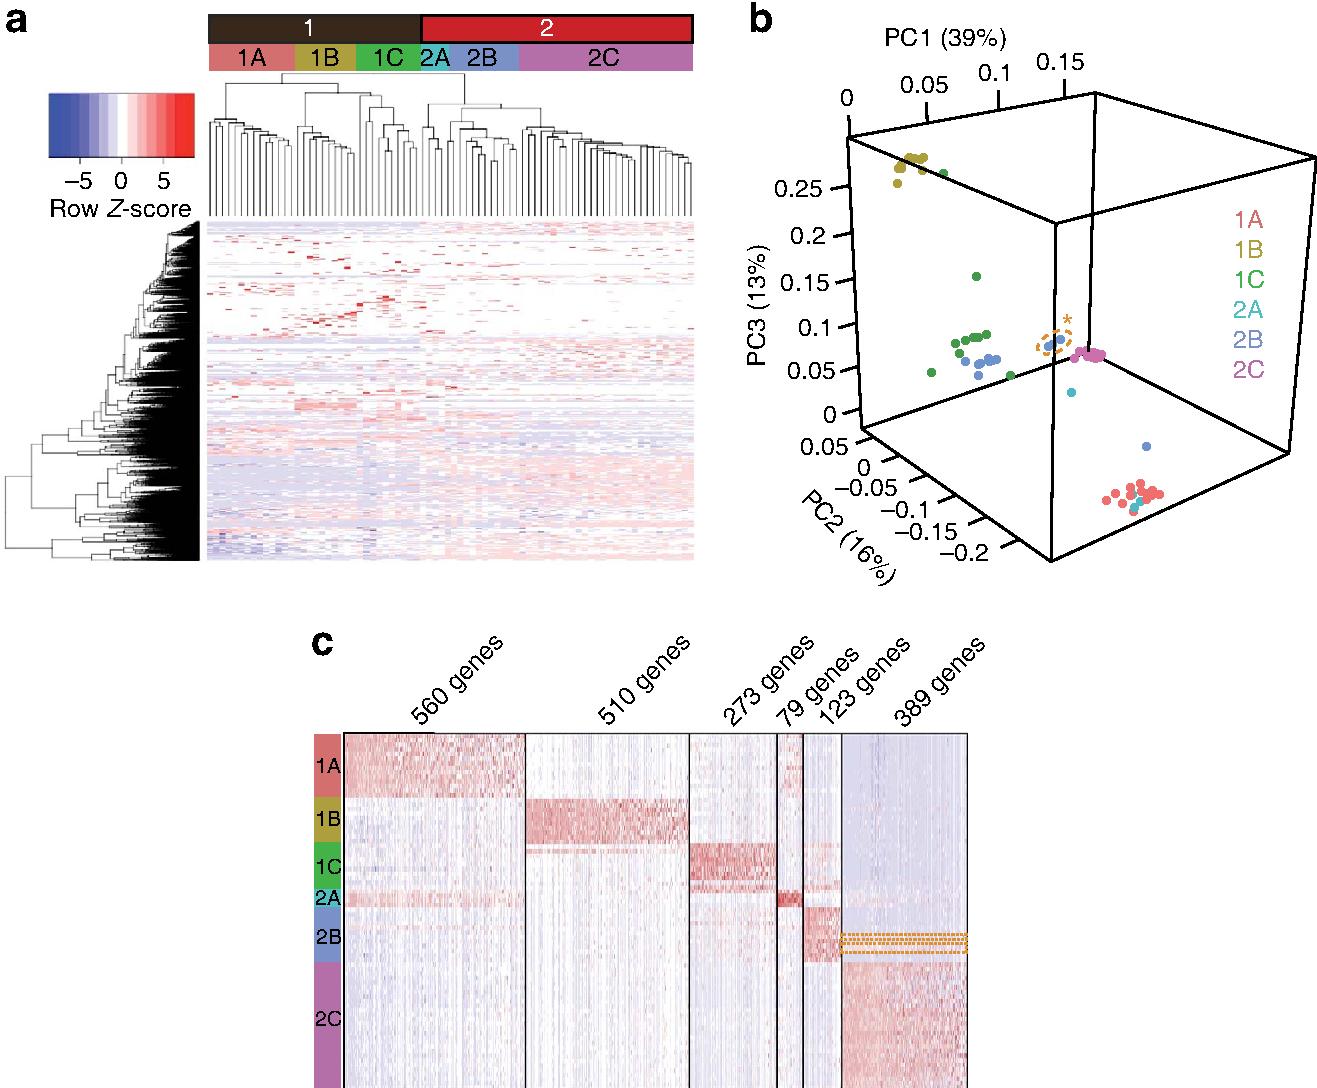 a
1 2
1A 1B 1C 2A 2B 2C
−5 0 5
Row Z-score
b
PC1 (39%)
0 0.05 0.1 0.15
PC3 (13%)
0.25
0.2
0.15
0.1
0.05
0
PC2 (16%)
0.05
0
−0.05
−0.1
−0.15
−0.2
*
1A
1B
1C
2A
2B
2C
c
560 genes
510 genes
273 genes
79 genes
123 genes
389 genes
1A
1B
1C
2A
2B
2C